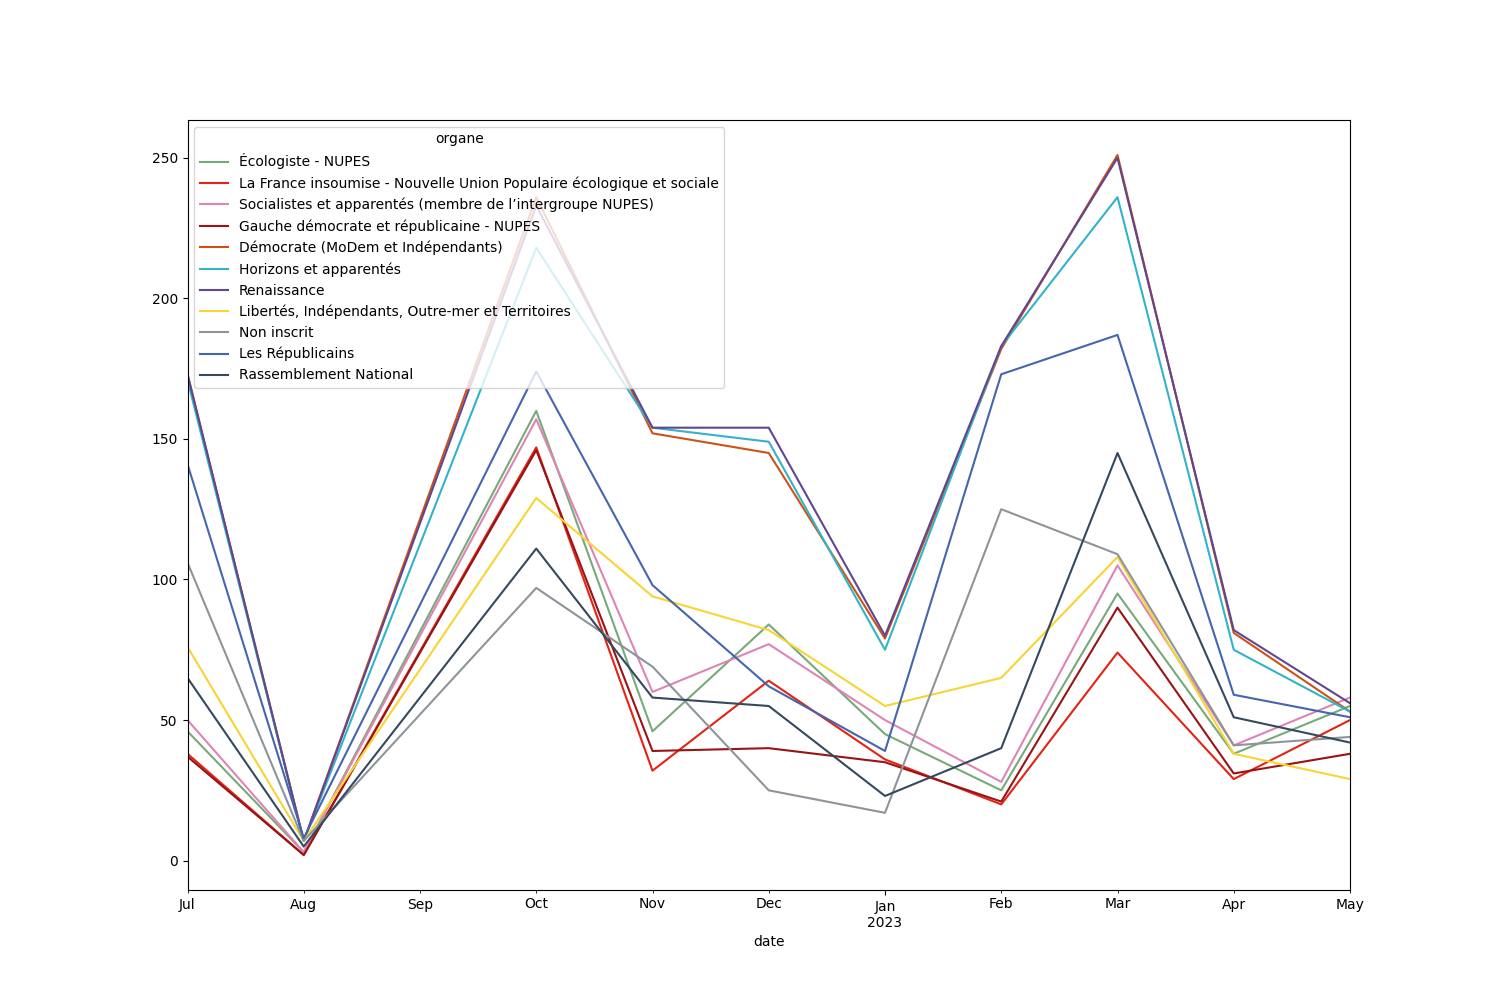 organe
Écologiste - NUPES
La France insoumise - Nouvelle Union Populaire écologique et sociale
Socialistes et apparentés (membre de l’intergroupe NUPES)
Gauche démocrate et républicaine - NUPES
Démocrate (MoDem et Indépendants)
Horizons et apparentés
Renaissance
Libertés, Indépendants, Outre-mer et Territoires
Non inscrit
Les Républicains
Rassemblement National
250
200
150
100
50
0
Jul Aug Sep Oct Nov Dec Jan Feb Mar Apr May
2023
date